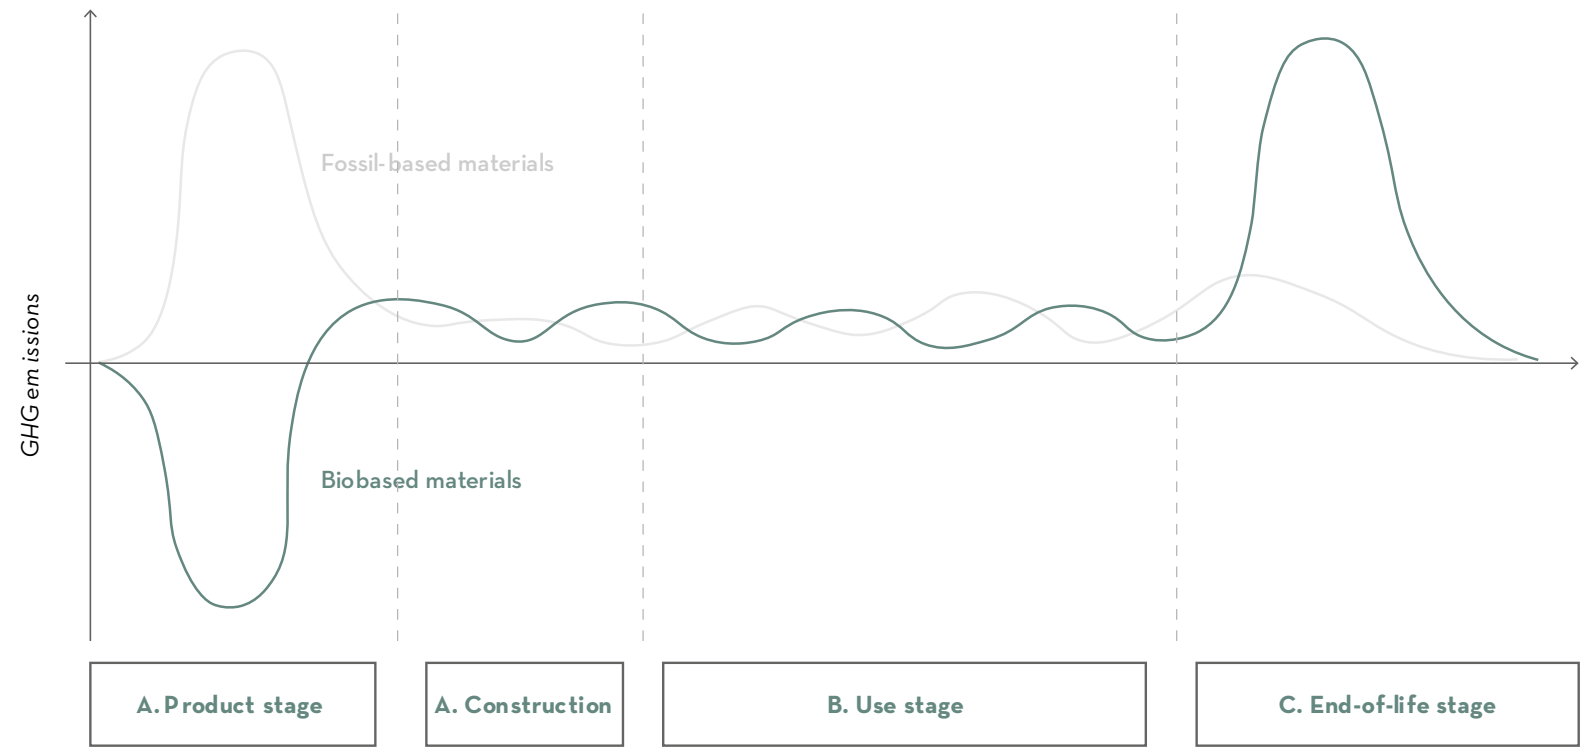 Fossil-based materials
GHG em issions
Biobased materials
A. Product stage
A. Construction
B. Use stage
C. End-of-life stage